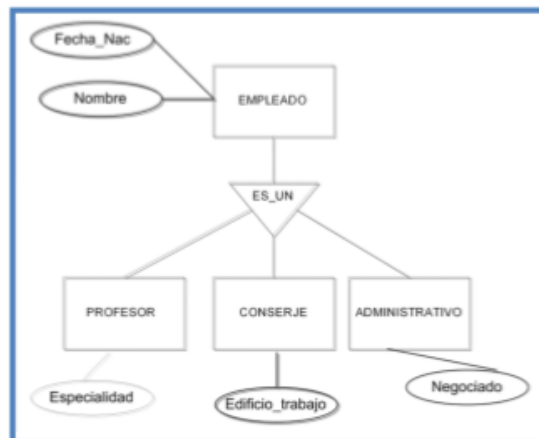 Fecha_Nac
Nombre
EMPLEADO
ES_UN
PROFESOR
CONSERJE
ADMINISTRATIVO
Especialidad
Edificio_trabajo
Negociado